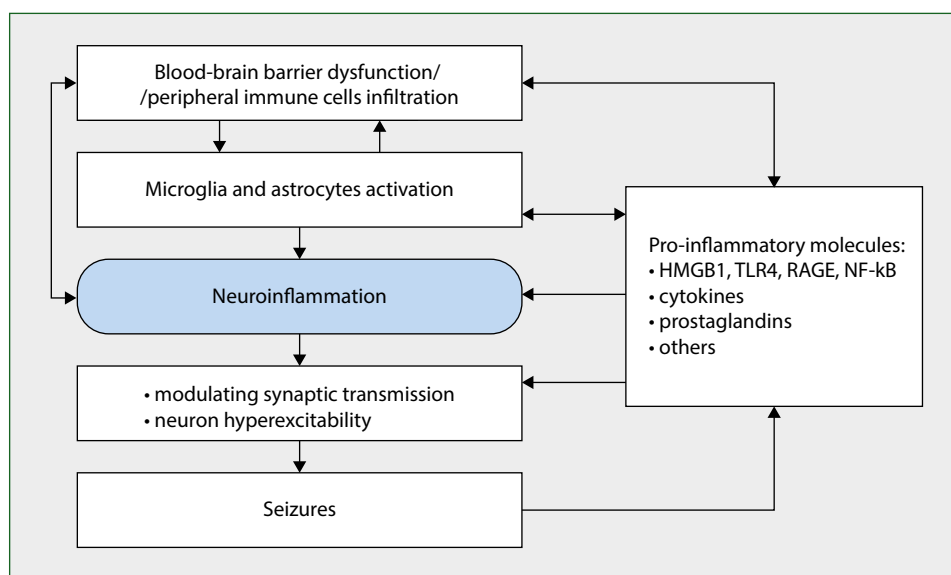 Blood-brain barrier dysfunction/
/peripheral immune cells infiltration
Microglia and astrocytes activation
Neuroinflammation
• modulating synaptic transmission
• neuron hyperexcitability
Seizures
Pro-inflammatory molecules:
• HMGB1, TLR4, RAGE, NF-kB
• cytokines
• prostaglandins
• others